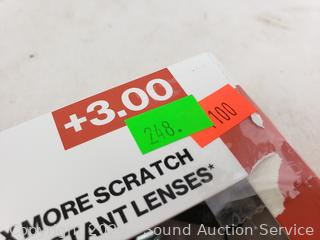 +3.00
248.
100
X MORE SCRATCH
TANT LENSES*
Sound Auction Service